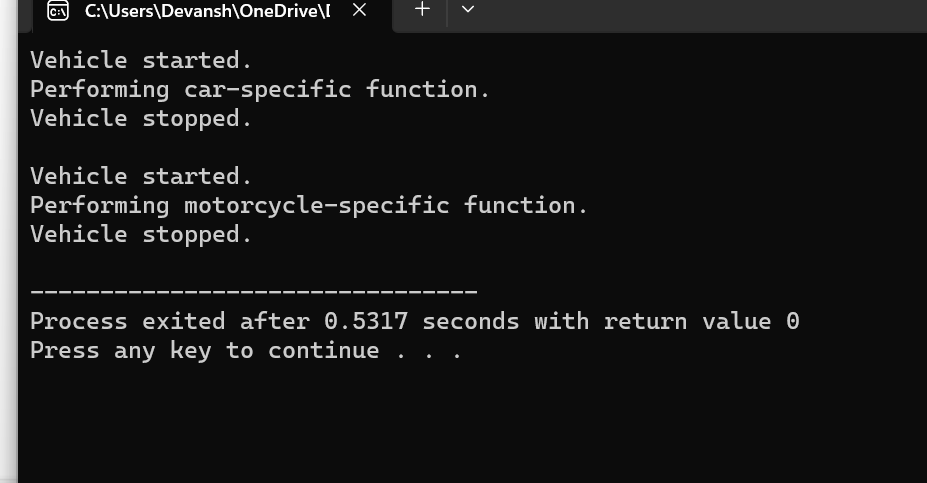 C:\Users\Devansh\OneDrive\
Vehicle started.
Performing car-specific function.
Vehicle stopped.
Vehicle started.
Performing motorcycle-specific function.
Vehicle stopped.
--------------------------------
Process exited after 0.5317 seconds with return value 0
Press any key to continue . . .